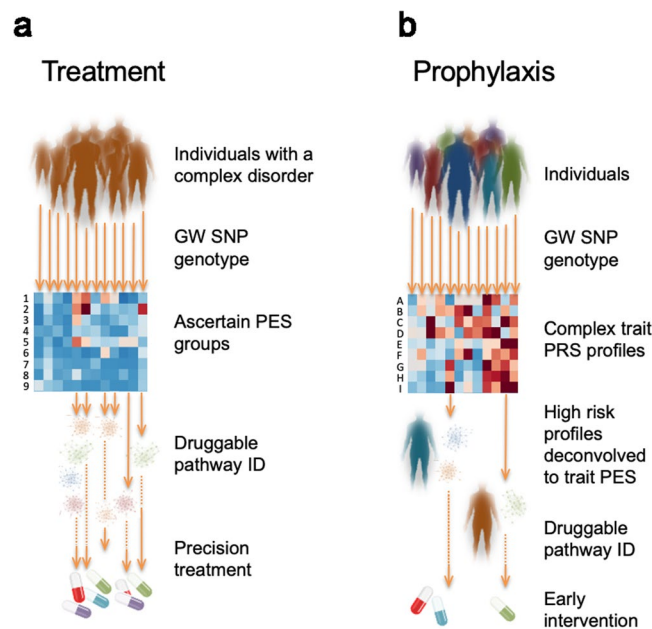 a
Treatment
Individuals with a
complex disorder
GW SNP
genotype
1
2
3
4
5
6
7
8
9
Ascertain PES
groups
Druggable
pathway ID
Precision
treatment
b
Prophylaxis
Individuals
GW SNP
genotype
A
B
C
D
E
F
G
H
I
Complex trait
PRS profiles
High risk
profiles
deconvolved
to trait PES
Druggable
pathway ID
Early
intervention